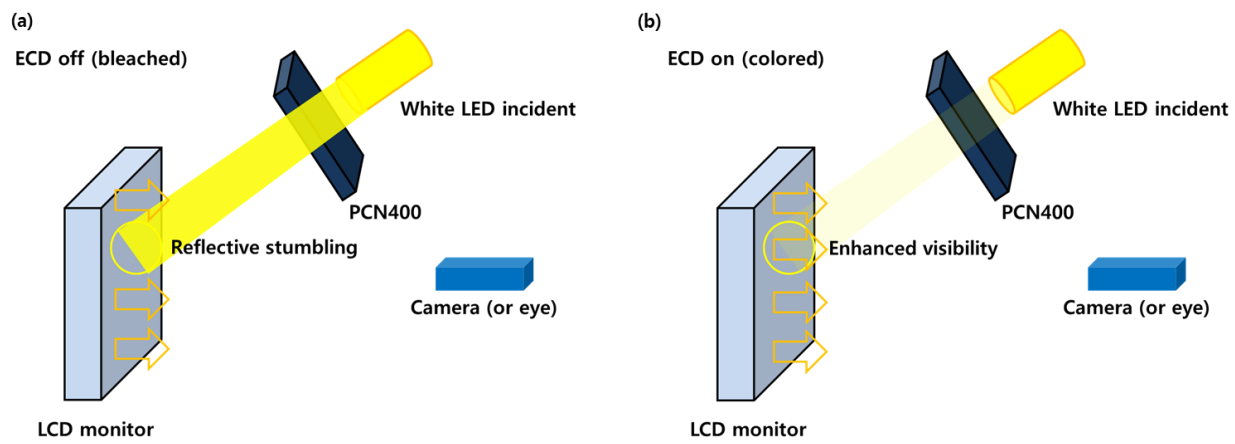 (a)
ECD off (bleached)
White LED incident
PCN400
Reflective stumbling
Camera (or eye)
LCD monitor
(b)
ECD on (colored)
White LED incident
PCN400
Enhanced visibility
Camera (or eye)
LCD monitor